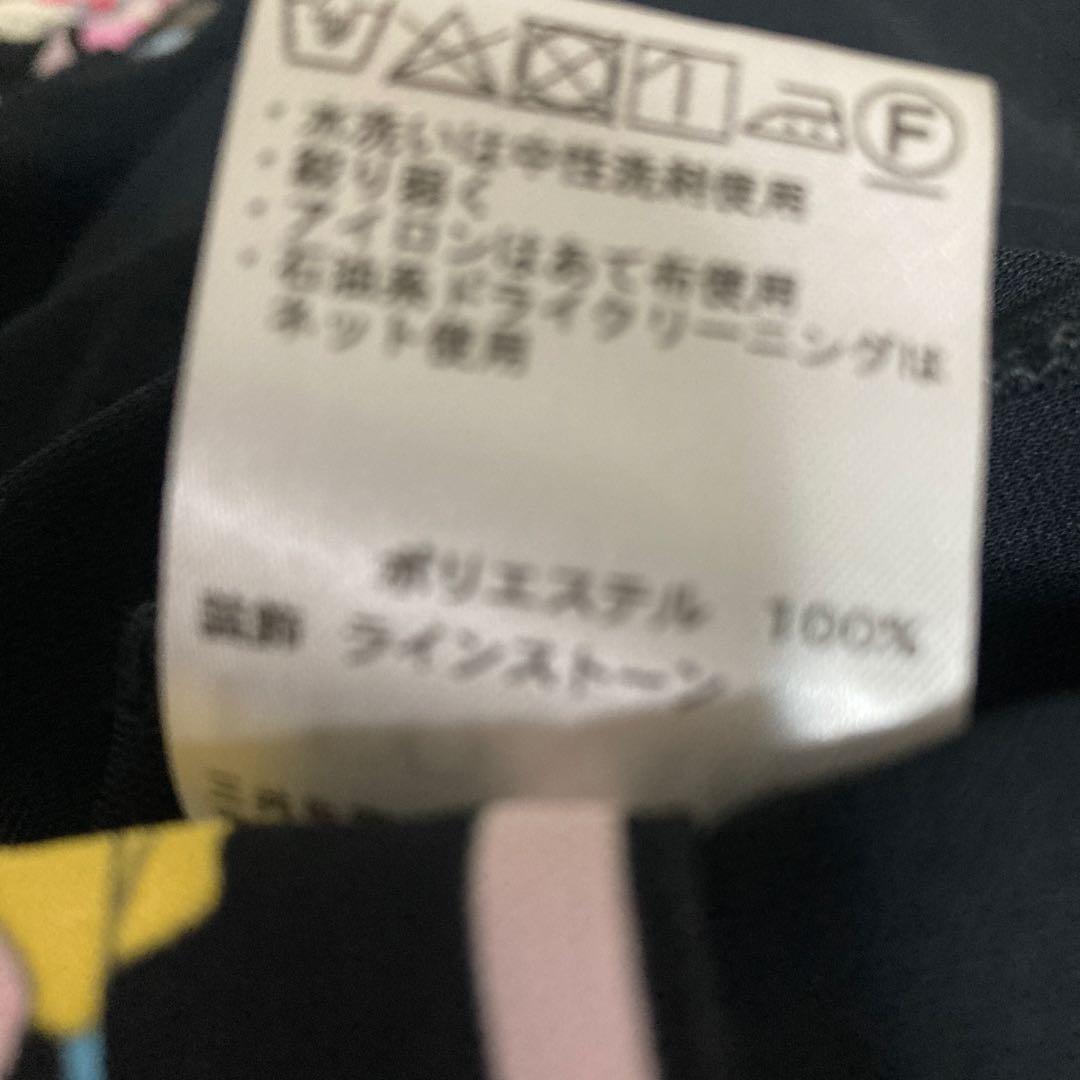 F
・水洗いは中性洗剤使用
・絞り弱く
・アイロンはあて布使用
・石油系ドライクリーニングは
ネット使用
ポリエステル 100%
装飾 ラインストーン